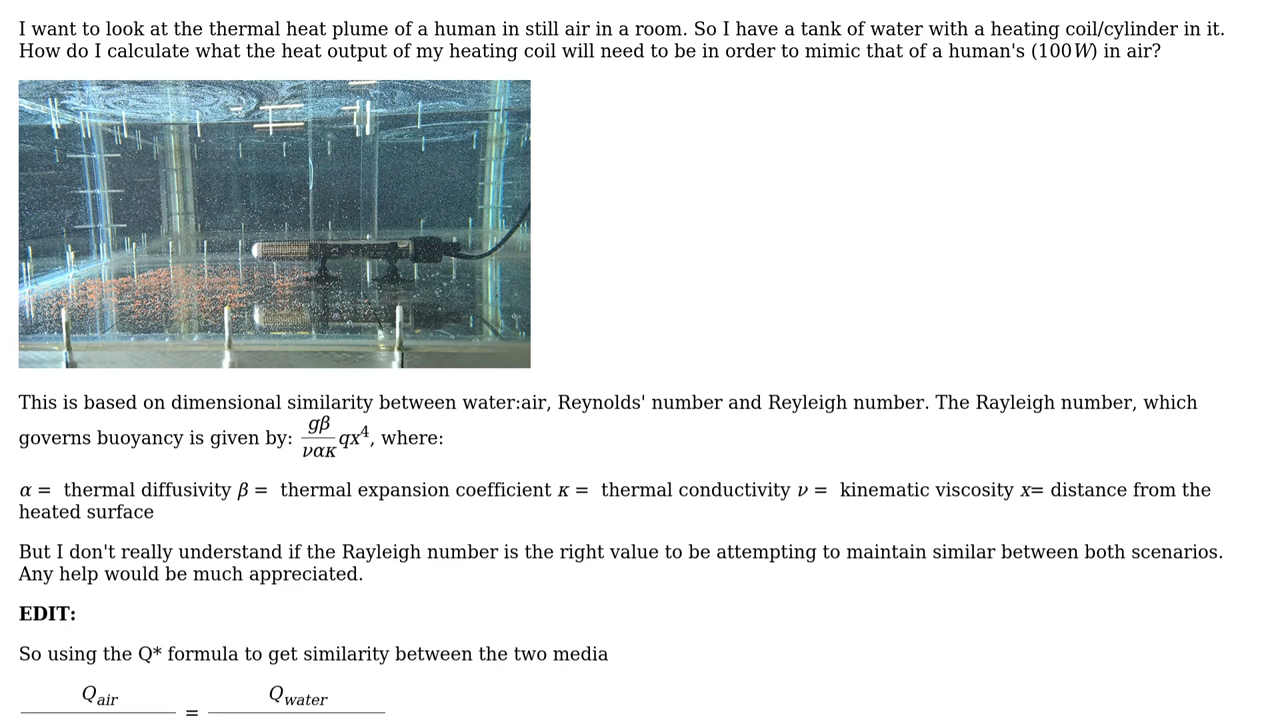 I want to look at the thermal heat plume of a human in still air in a room. So I have a tank of water with a heating coil/cylinder in it.
How do I calculate what the heat output of my heating coil will need to be in order to mimic that of a human's (100W) in air?
This is based on dimensional similarity between water:air, Reynolds' number and Reyleigh number. The Rayleigh number, which
governs buoyancy is given by: gβ/νακ qx⁴, where:
α = thermal diffusivity β = thermal expansion coefficient κ = thermal conductivity ν = kinematic viscosity x= distance from the
heated surface
But I don't really understand if the Rayleigh number is the right value to be attempting to maintain similar between both scenarios.
Any help would be much appreciated.
EDIT:
So using the Q* formula to get similarity between the two media
Q_air = Q_water